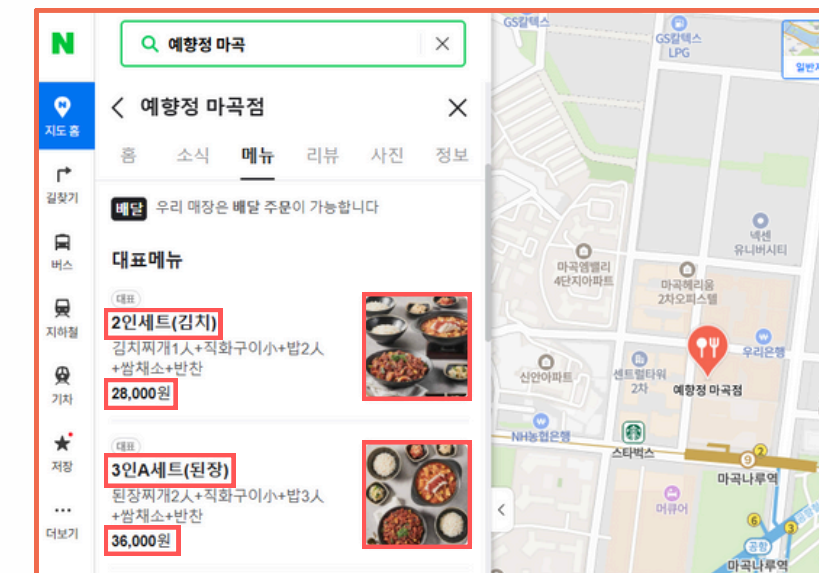 N
예향정 마곡
지도 홈
길찾기
버스
지하철
기차
저장
더보기
예향정 마곡점
홈 소식 메뉴 리뷰 사진 정보
배달 우리 매장은 배달 주문이 가능합니다
대표메뉴
대표
2인세트(김치)
김치찌개1人+직화구이小+밥2人
+쌈채소+반찬
28,000원
대표
3인A세트(된장)
된장찌개2人+직화구이小+밥3人
+쌈채소+반찬
36,000원
GS칼텍스
GS칼텍스
LPG
넥센
유니버시티
마곡엠밸리
4단지아파트
마곡헤리움
2차오피스텔
우리은행
신안아파트
센트럴타워
2차
예향정 마곡점
NH농협은행
스타벅스
9
2
마곡나루역
머큐어
6
3
공항
마곡나루역